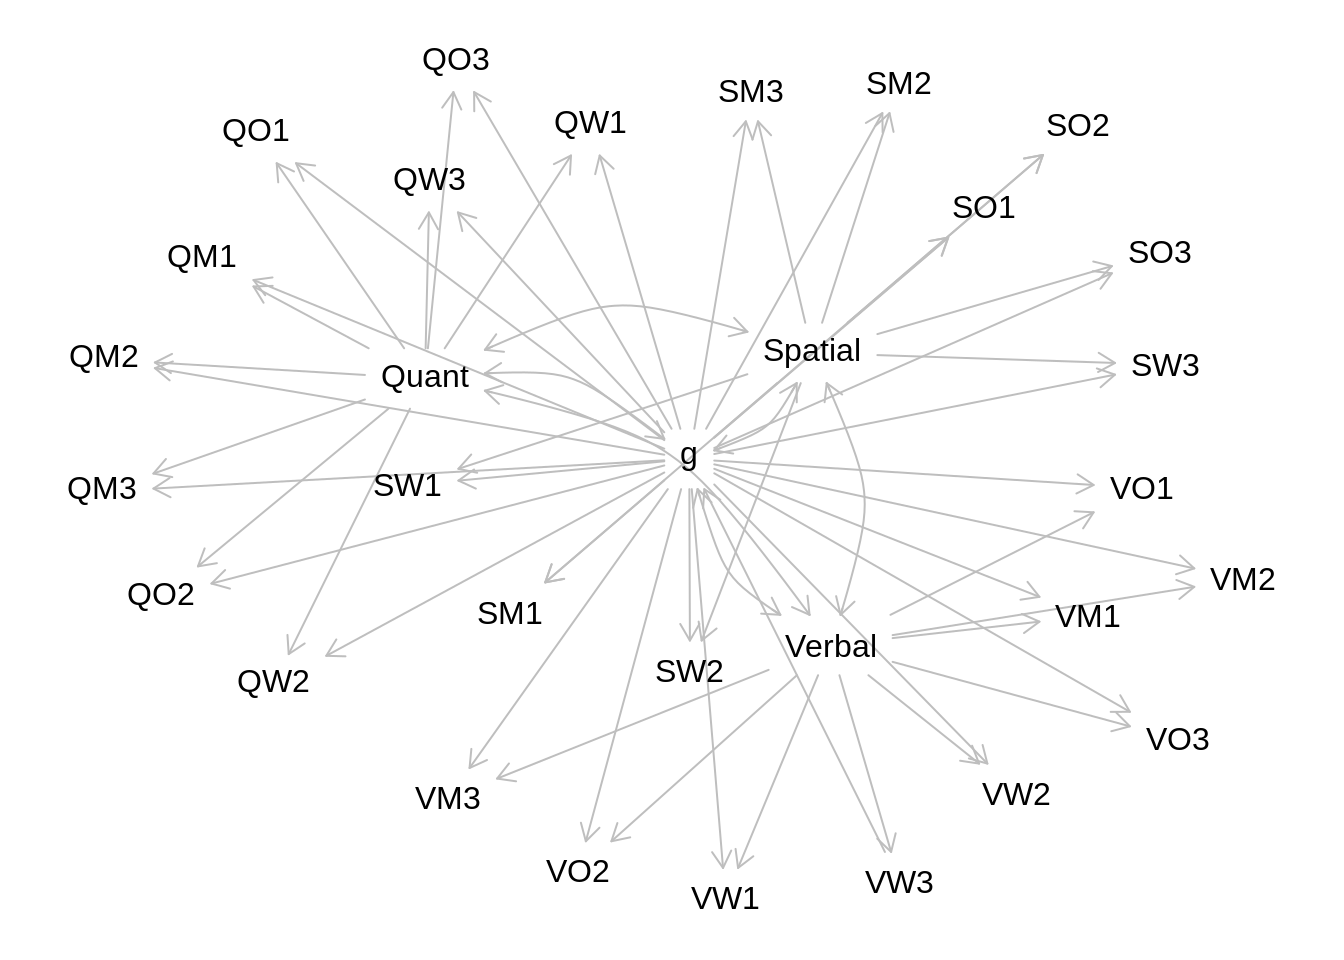 QO3
SM2
SM3
QW1
SO2
QO1
QW3
SO1
SO3
QM1
Spatial
QM2
SW3
Quant
g
SW1
QM3
VO1
VM2
QO2
SM1
VM1
Verbal
SW2
QW2
VO3
VW2
VM3
VO2
VW3
VW1